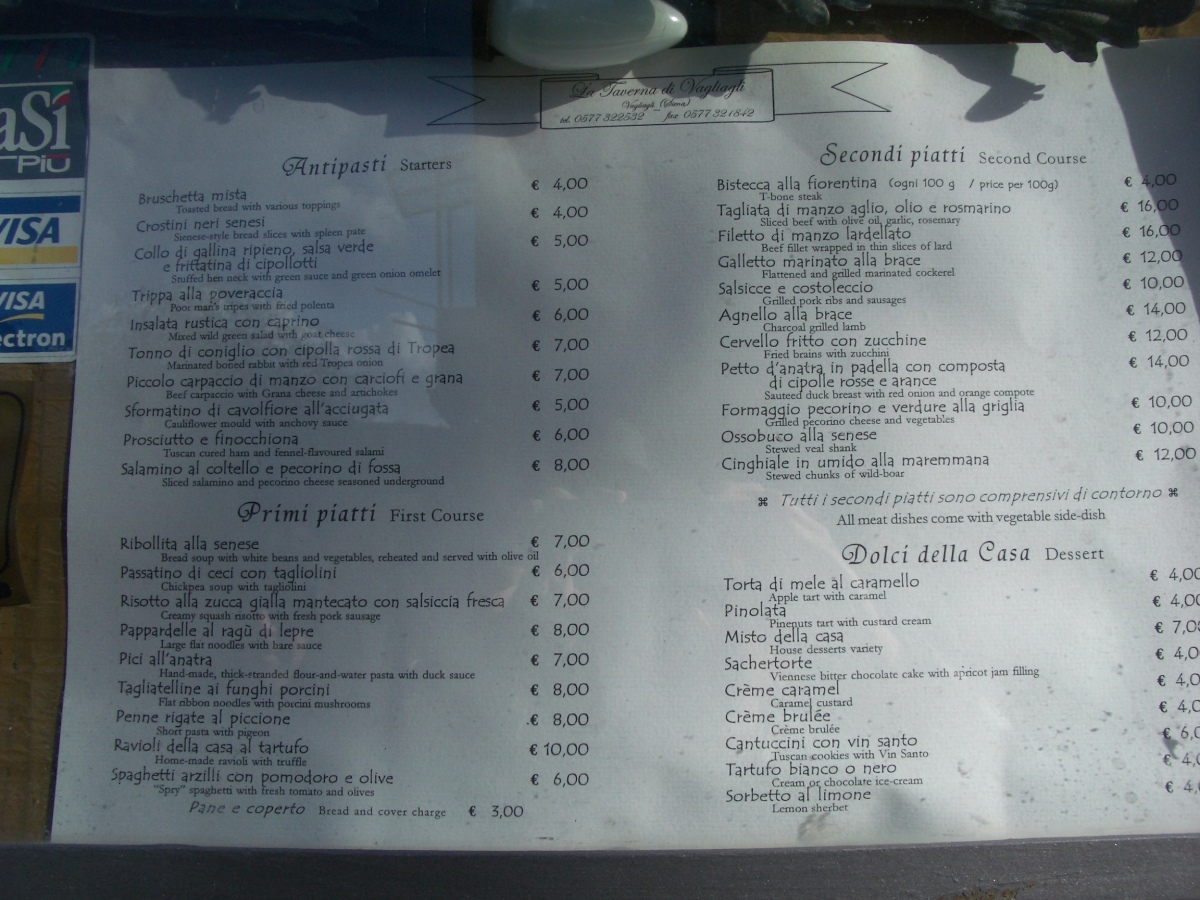 La Taverna di Vagliagli
Vagliagli (Siena)
tel. 0577 322532 fax 0577 321842
aSí
PIÙ
VISA
VISA
ectron
Antipasti Starters
Bruschetta mista € 4,00
Toasted bread with various toppings
Crostini neri senesi € 4,00
Sienese-style bread slices with spleen pate
Collo di gallina ripieno, salsa verde € 5,00
e frittatina di cipollotti
Stuffed hen neck with green sauce and green onion omelet
Trippa alla poveraccia € 5,00
Poor man's tripes with fried polenta
Insalata rustica con caprino € 6,00
Mixed wild green salad with goat cheese
Tonno di coniglio con cipolla rossa di Tropea € 7,00
Marinated boned rabbit with red Tropea onion
Piccolo carpaccio di manzo con carciofi e grana € 7,00
Beef carpaccio with Grana cheese and artichokes
Sformatino di cavolfiore all'acciugata € 5,00
Cauliflower mould with anchovy sauce
Prosciutto e finocchiona € 6,00
Tuscan cured ham and fennel-flavoured salami
Salamino al coltello e pecorino di fossa € 8,00
Sliced salamino and pecorino cheese seasoned underground
Primi piatti First Course
Ribollita alla senese € 7,00
Bread soup with white beans and vegetables, reheated and served with olive oil
Passatino di ceci con tagliolini € 6,00
Chickpea soup with tagliolini
Risotto alla zucca gialla mantecato con salsiccia fresca € 7,00
Creamy squash risotto with fresh pork sausage
Pappardelle al ragù di lepre € 8,00
Large flat noodles with hare sauce
Pici all'anatra € 7,00
Hand-made, thick-stranded flour-and-water pasta with duck sauce
Tagliatelline ai funghi porcini € 8,00
Flat ribbon noodles with porcini mushrooms
Penne rigate al piccione .€ 8,00
Short pasta with pigeon
Ravioli della casa al tartufo € 10,00
Home-made ravioli with truffle
Spaghetti arzilli con pomodoro e olive € 6,00
"Spry" spaghetti with fresh tomato and olives
Pane e coperto Bread and cover charge € 3,00
Secondi piatti Second Course
Bistecca alla fiorentina (ogni 100 g / price per 100g) € 4,00
T-bone steak
Tagliata di manzo aglio, olio e rosmarino € 16,00
Sliced beef with olive oil, garlic, rosemary
Filetto di manzo lardellato € 16,00
Beef fillet wrapped in thin slices of lard
Galletto marinato alla brace € 12,00
Flattened and grilled marinated cockerel
Salsicce e costoleccio € 10,00
Grilled pork ribs and sausages
Agnello alla brace € 14,00
Charcoal grilled lamb
Cervello fritto con zucchine € 12,00
Fried brains with zucchini
Petto d'anatra in padella con composta € 14,00
di cipolle rosse e arance
Sauteed duck breast with red onion and orange compote
Formaggio pecorino e verdure alla griglia € 10,00
Grilled pecorino cheese and vegetables
Ossobuco alla senese € 10,00
Stewed veal shank
Cinghiale in umido alla maremmana € 12,00
Stewed chunks of wild-boar
⌘ Tutti i secondi piatti sono comprensivi di contorno ⌘
All meat dishes come with vegetable side-dish
Dolci della Casa Dessert
Torta di mele al caramello € 4,00
Apple tart with caramel
Pinolata € 4,00
Pinenuts tart with custard cream
Misto della casa € 7,00
House desserts variety
Sachertorte € 4,0
Viennese bitter chocolate cake with apricot jam filling
Crème caramel € 4,0
Caramel custard
Crème brulée € 4,0
Crème brulée
Cantuccini con vin santo € 6,0
Tuscan cookies with Vin Santo
Tartufo bianco o nero € 4,0
Cream or chocolate ice-cream
Sorbetto al limone € 4,
Lemon sherbet